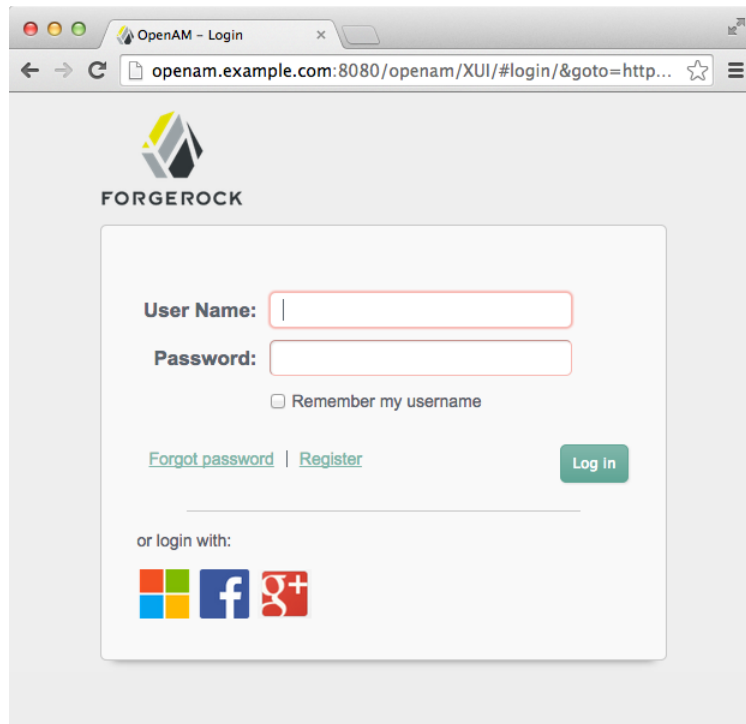 OpenAM – Login
openam.example.com:8080/openam/XUI/#login/&goto=http...
FORGEROCK
User Name:
Password:
Remember my username
Forgot password | Register
Log in
or login with:
f
g+